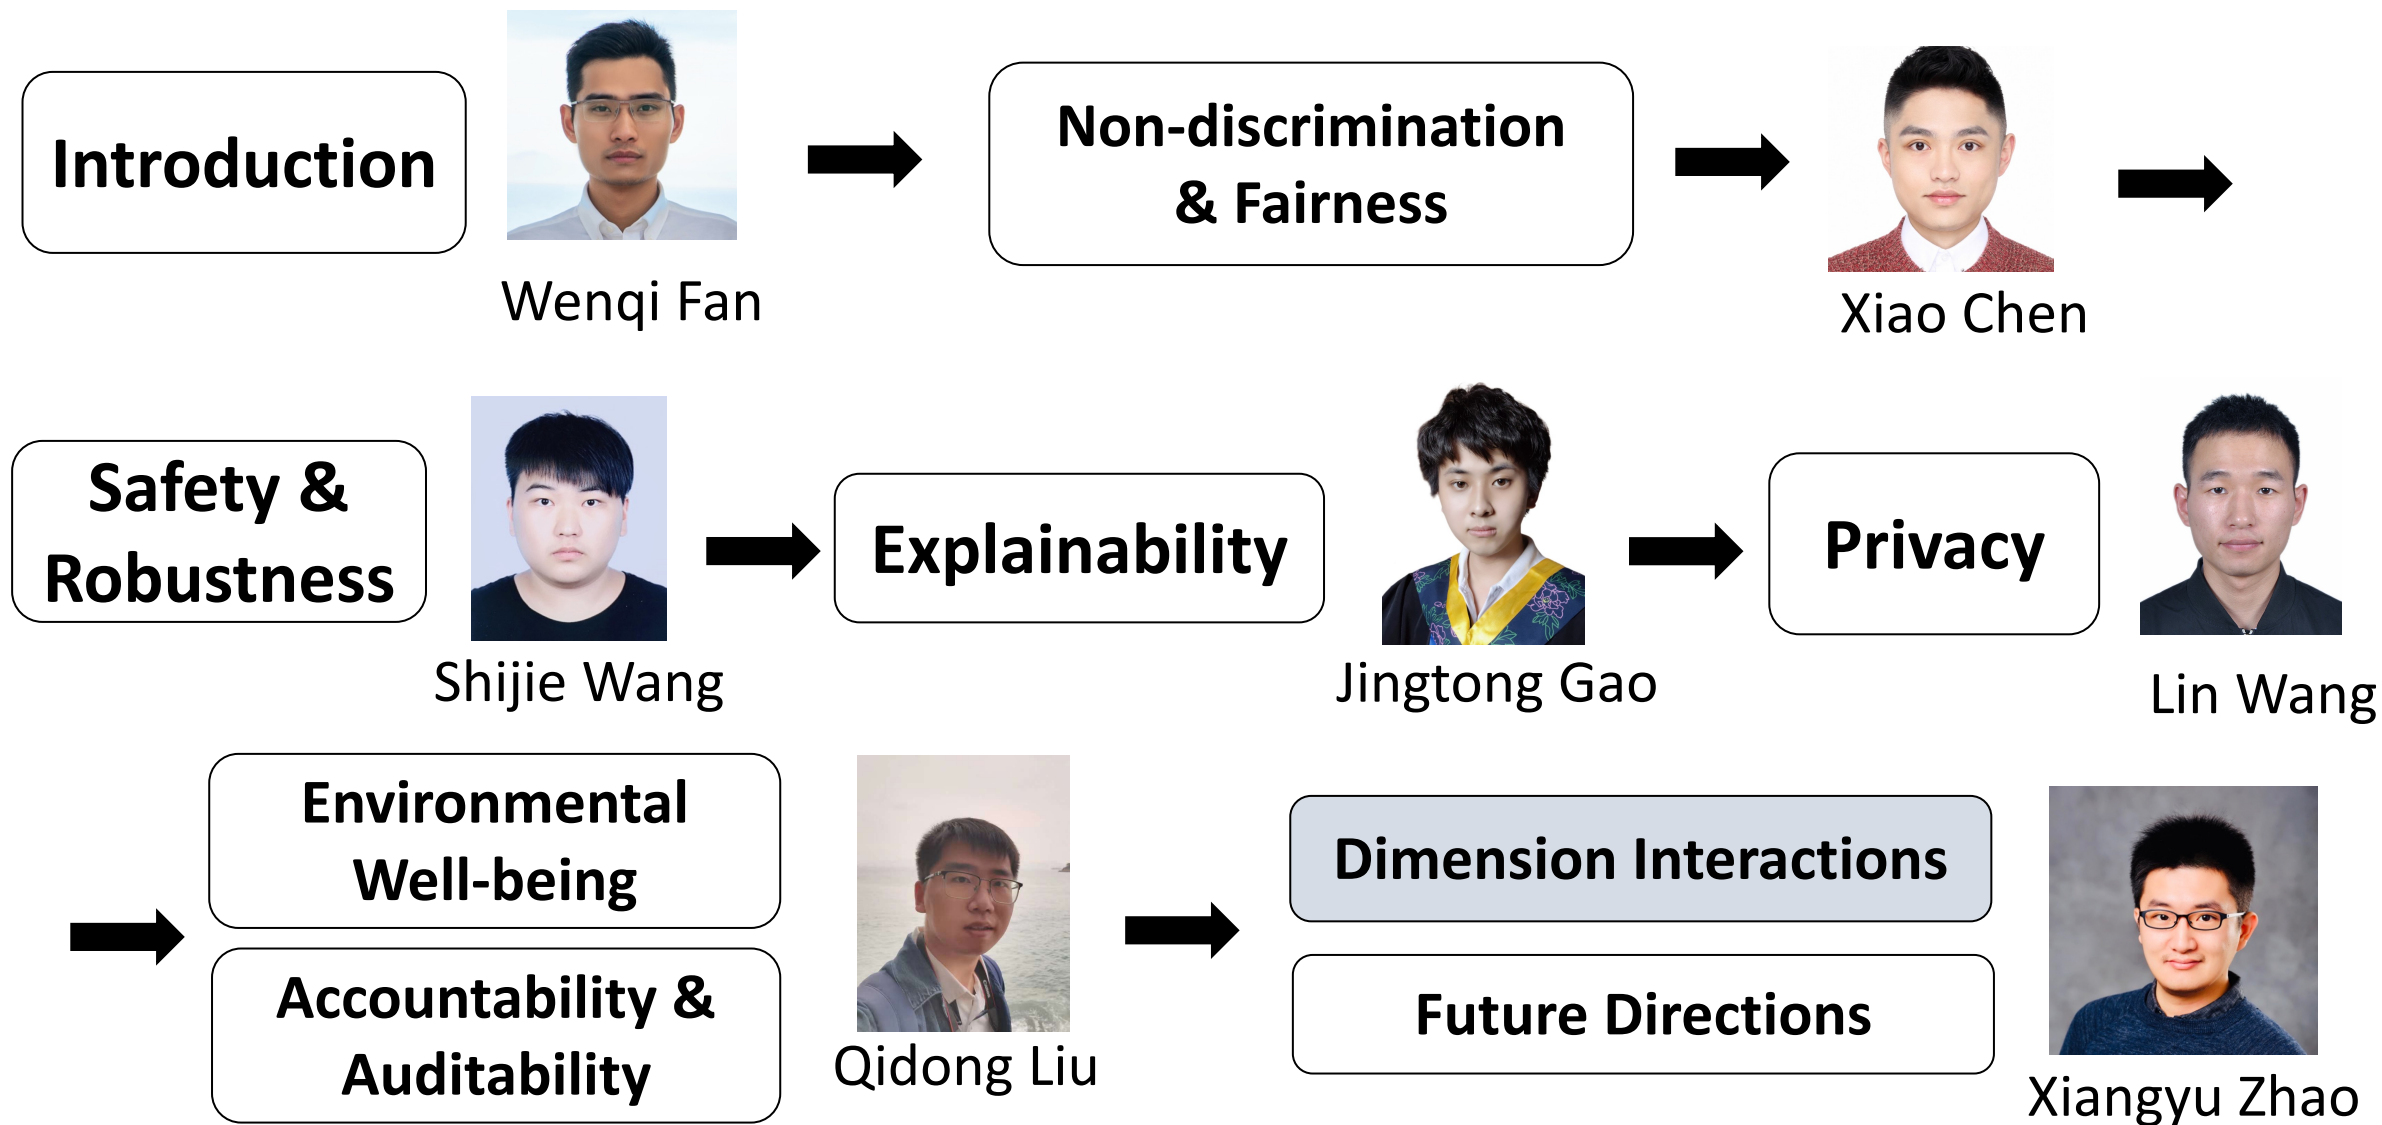 Introduction
Wenqi Fan
Non-discrimination
& Fairness
Xiao Chen
Safety &
Robustness
Shijie Wang
Explainability
Jingtong Gao
Privacy
Lin Wang
Environmental
Well-being
Accountability &
Auditability
Qidong Liu
Dimension Interactions
Future Directions
Xiangyu Zhao